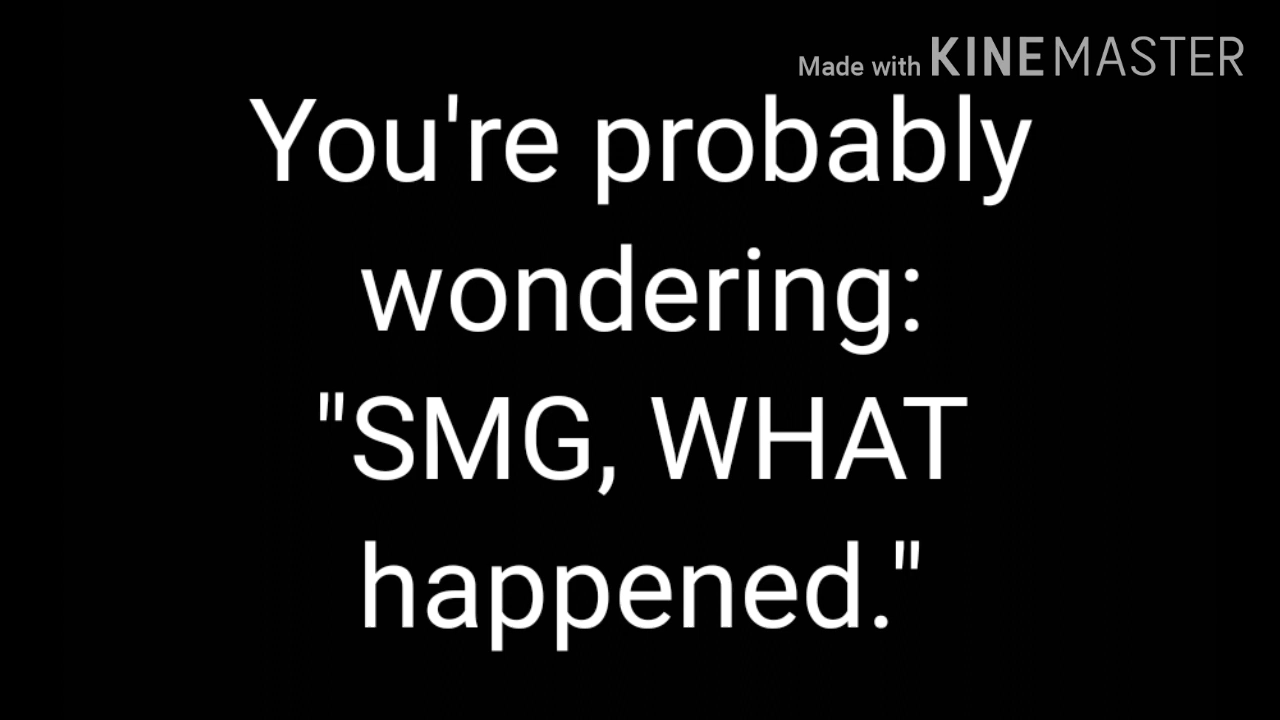 Made with KINEMASTER
You're probably
wondering:
"SMG, WHAT
happened."